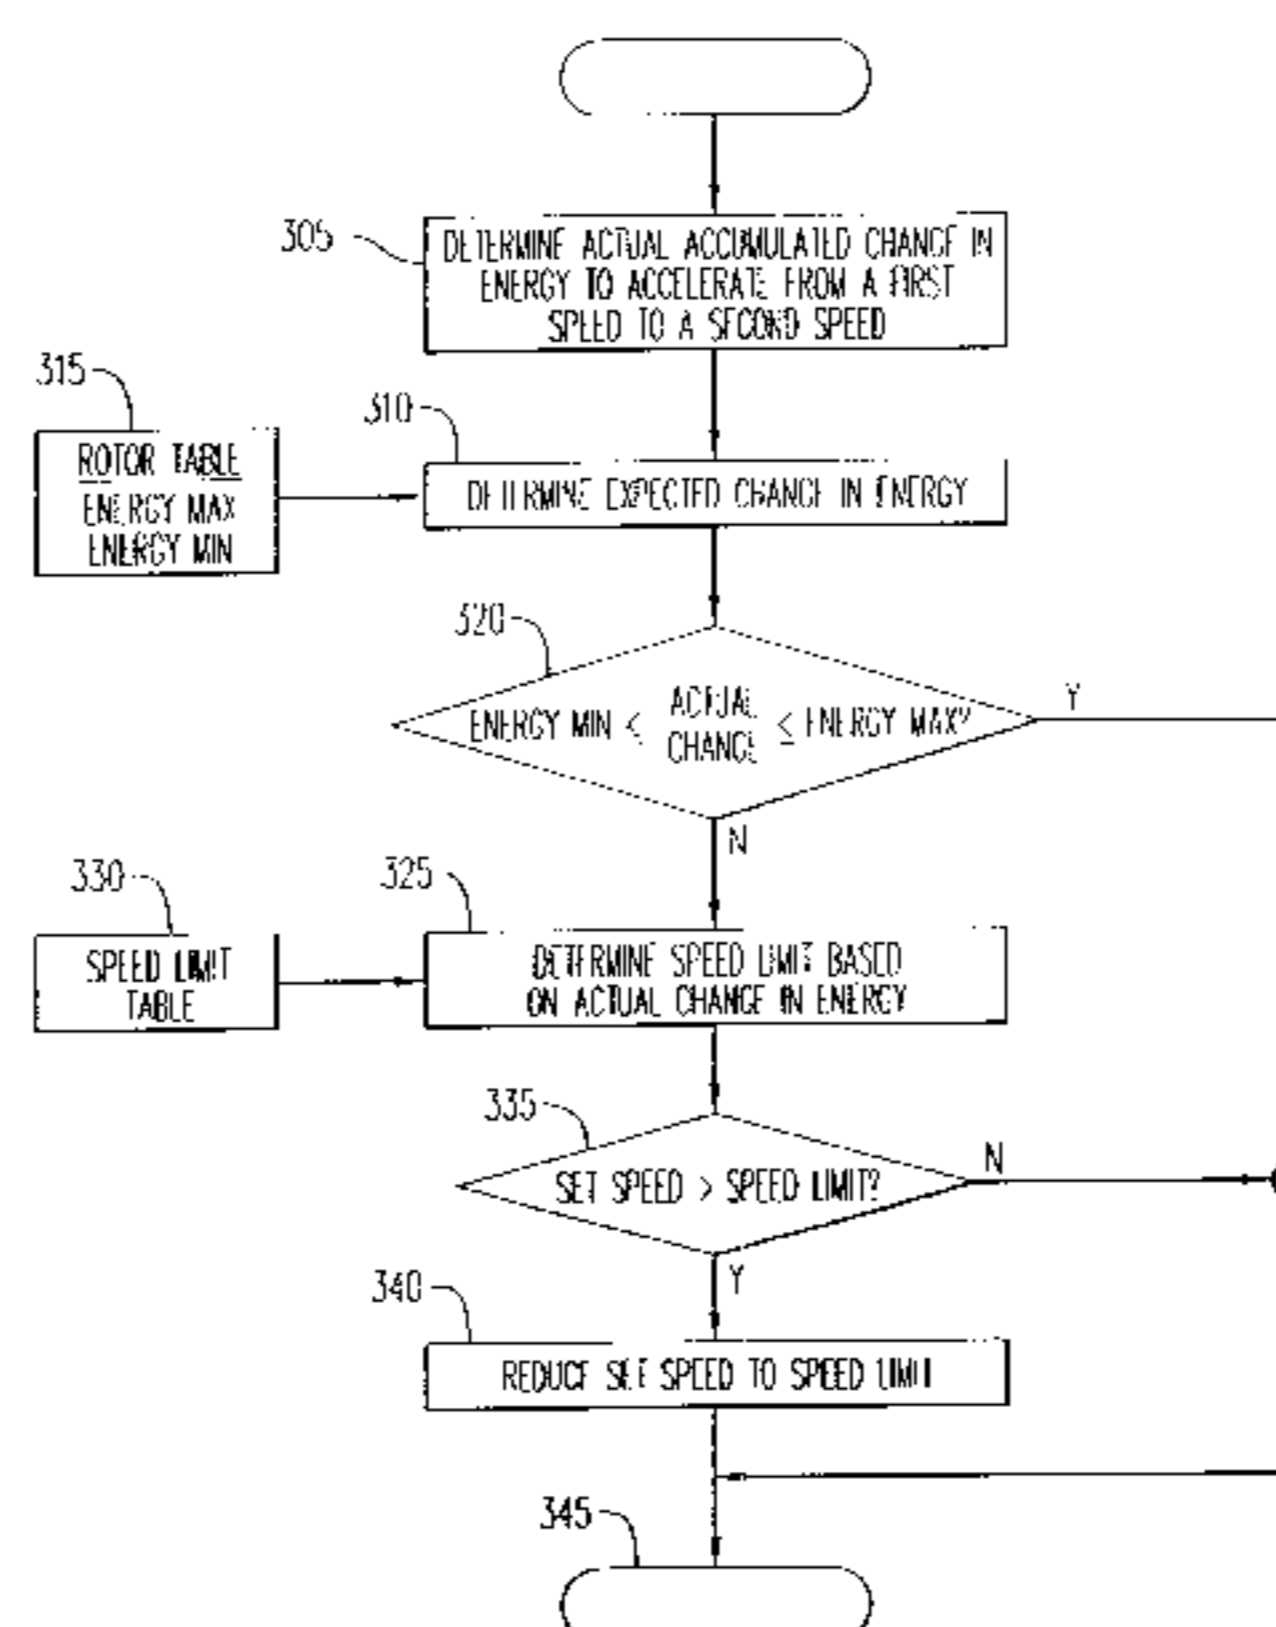 305
DETERMINE ACTUAL ACCUMULATED CHANGE IN
ENERGY TO ACCELERATE FROM A FIRST
SPEED TO A SECOND SPEED
315
310
ROTOR TABLE
ENERGY MAX
ENERGY MIN
DETERMINE EXPECTED CHANGE IN ENERGY
320
ENERGY MIN < ACTUAL CHANGE ≤ ENERGY MAX?
Y
N
330
325
SPEED LIMIT
TABLE
DETERMINE SPEED LIMIT BASED
ON ACTUAL CHANGE IN ENERGY
335
SET SPEED > SPEED LIMIT?
N
Y
340
REDUCE SET SPEED TO SPEED LIMIT
345